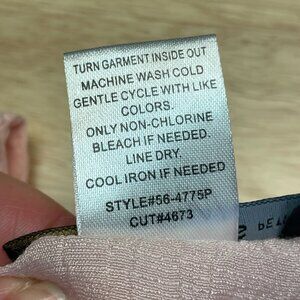 TURN GARMENT INSIDE OUT
MACHINE WASH COLD
GENTLE CYCLE WITH LIKE
COLORS.
ONLY NON-CHLORINE
BLEACH IF NEEDED.
LINE DRY.
COOL IRON IF NEEDED
STYLE#56-4775P
CUT#4673